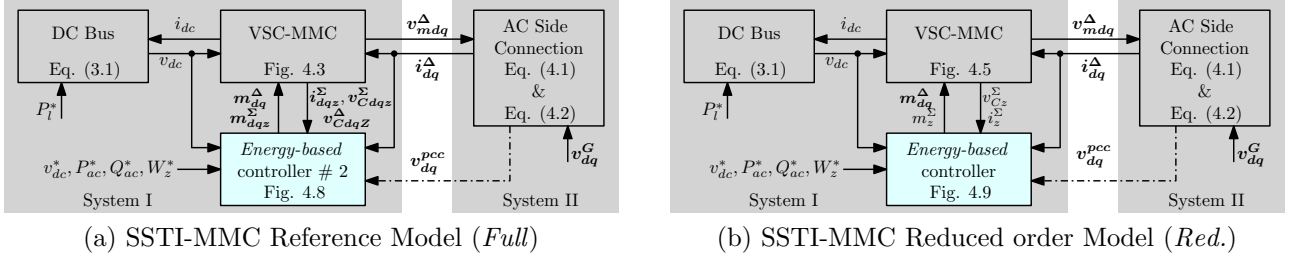 DC Bus
Eq. (3.1)
i_dc
v_dc
P_l^*
VSC-MMC
Fig. 4.3
v_mdq^Δ
i_dq^Δ
AC Side
Connection
Eq. (4.1)
&
Eq. (4.2)
m_dq^Δ
m_dqz^Σ
i_dqz^Σ, v_Cdqz^Σ
v_CdqZ^Δ
Energy-based
controller # 2
Fig. 4.8
v_dc^*, P_ac^*, Q_ac^*, W_z^*
v_dq^pcc
v_dq^G
System I
System II
(a) SSTI-MMC Reference Model (Full)
DC Bus
Eq. (3.1)
i_dc
v_dc
P_l^*
VSC-MMC
Fig. 4.5
v_mdq^Δ
i_dq^Δ
AC Side
Connection
Eq. (4.1)
&
Eq. (4.2)
m_dq^Δ
m_z^Σ
v_Cz^Σ
i_z^Σ
Energy-based
controller
Fig. 4.9
v_dc^*, P_ac^*, Q_ac^*, W_z^*
v_dq^pcc
v_dq^G
System I
System II
(b) SSTI-MMC Reduced order Model (Red.)